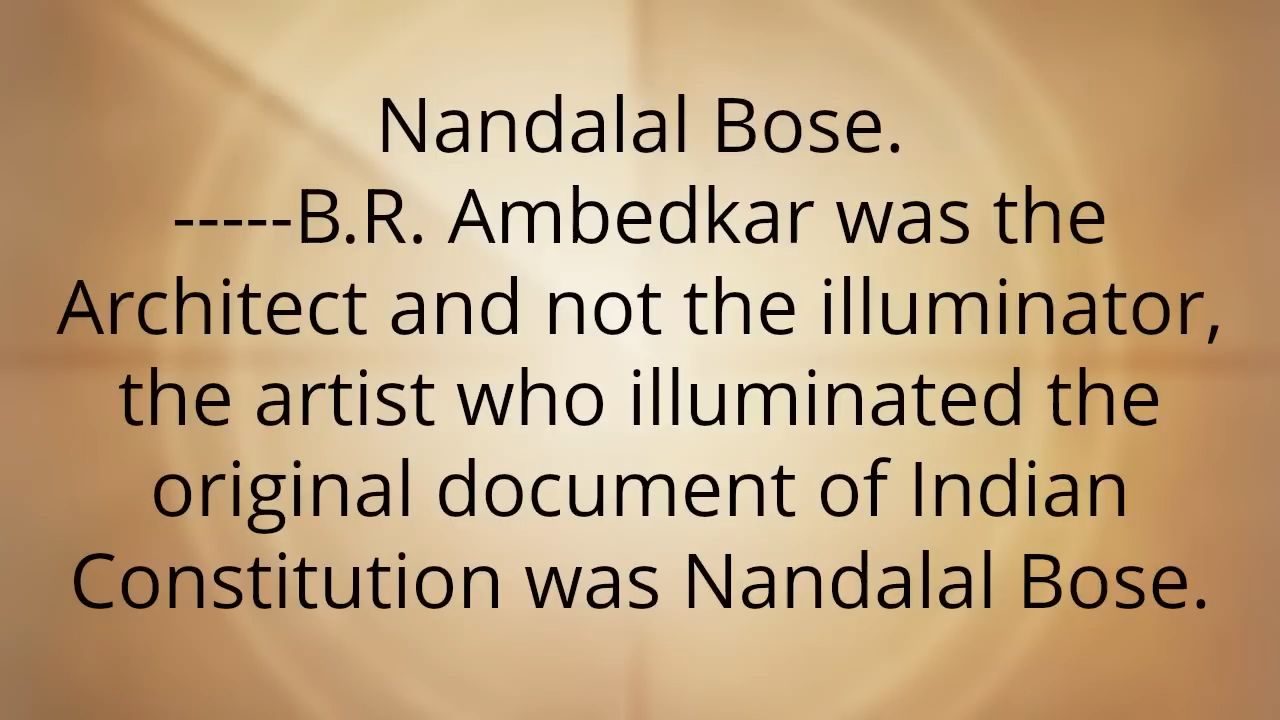 Nandalal Bose.
-----B.R. Ambedkar was the
Architect and not the illuminator,
the artist who illuminated the
original document of Indian
Constitution was Nandalal Bose.